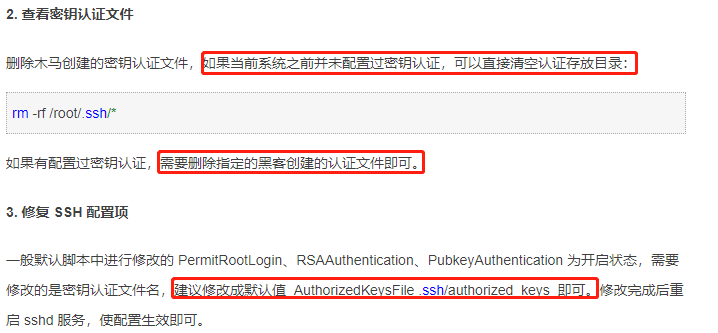 2. 查看密钥认证文件
删除木马创建的密钥认证文件，如果当前系统之前并未配置过密钥认证，可以直接清空认证存放目录：
rm -rf /root/.ssh/*
如果有配置过密钥认证，需要删除指定的黑客创建的认证文件即可。
3. 修复 SSH 配置项
一般默认脚本中进行修改的 PermitRootLogin、RSAAuthentication、PubkeyAuthentication 为开启状态，需要
修改的是密钥认证文件名，建议修改成默认值 AuthorizedKeysFile .ssh/authorized_keys 即可。修改完成后重
启 sshd 服务，使配置生效即可。